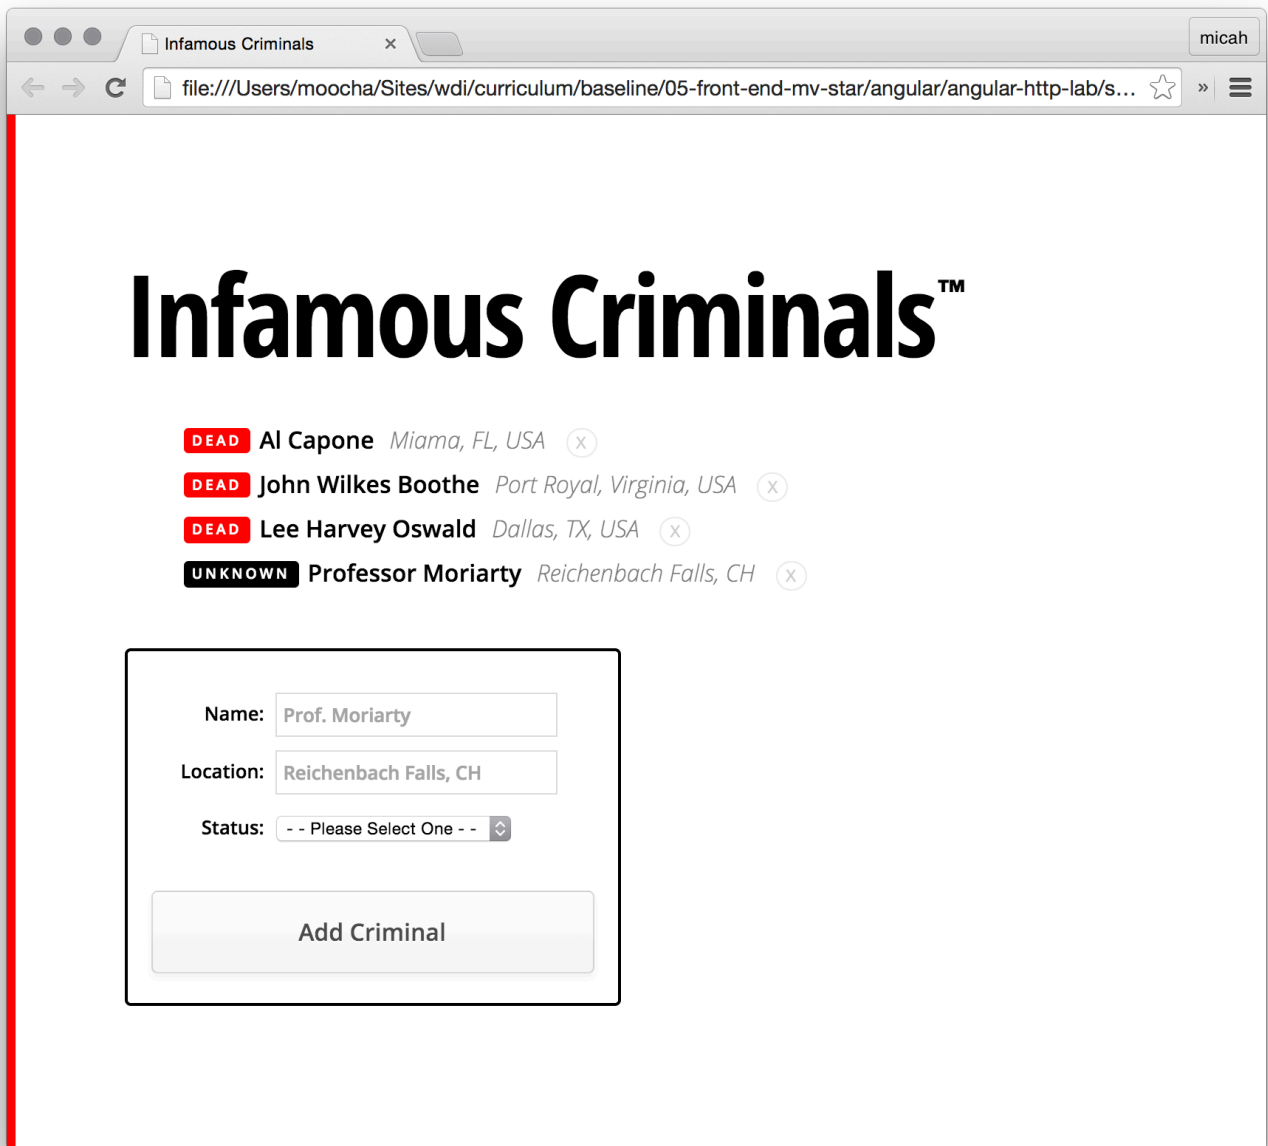 Infamous Criminals
micah
file:///Users/moocha/Sites/wdi/curriculum/baseline/05-front-end-mv-star/angular/angular-http-lab/s... »
Infamous Criminals™
DEAD Al Capone Miama, FL, USA X
DEAD John Wilkes Boothe Port Royal, Virginia, USA X
DEAD Lee Harvey Oswald Dallas, TX, USA X
UNKNOWN Professor Moriarty Reichenbach Falls, CH X
Name: Prof. Moriarty
Location: Reichenbach Falls, CH
Status: - - Please Select One - -
Add Criminal